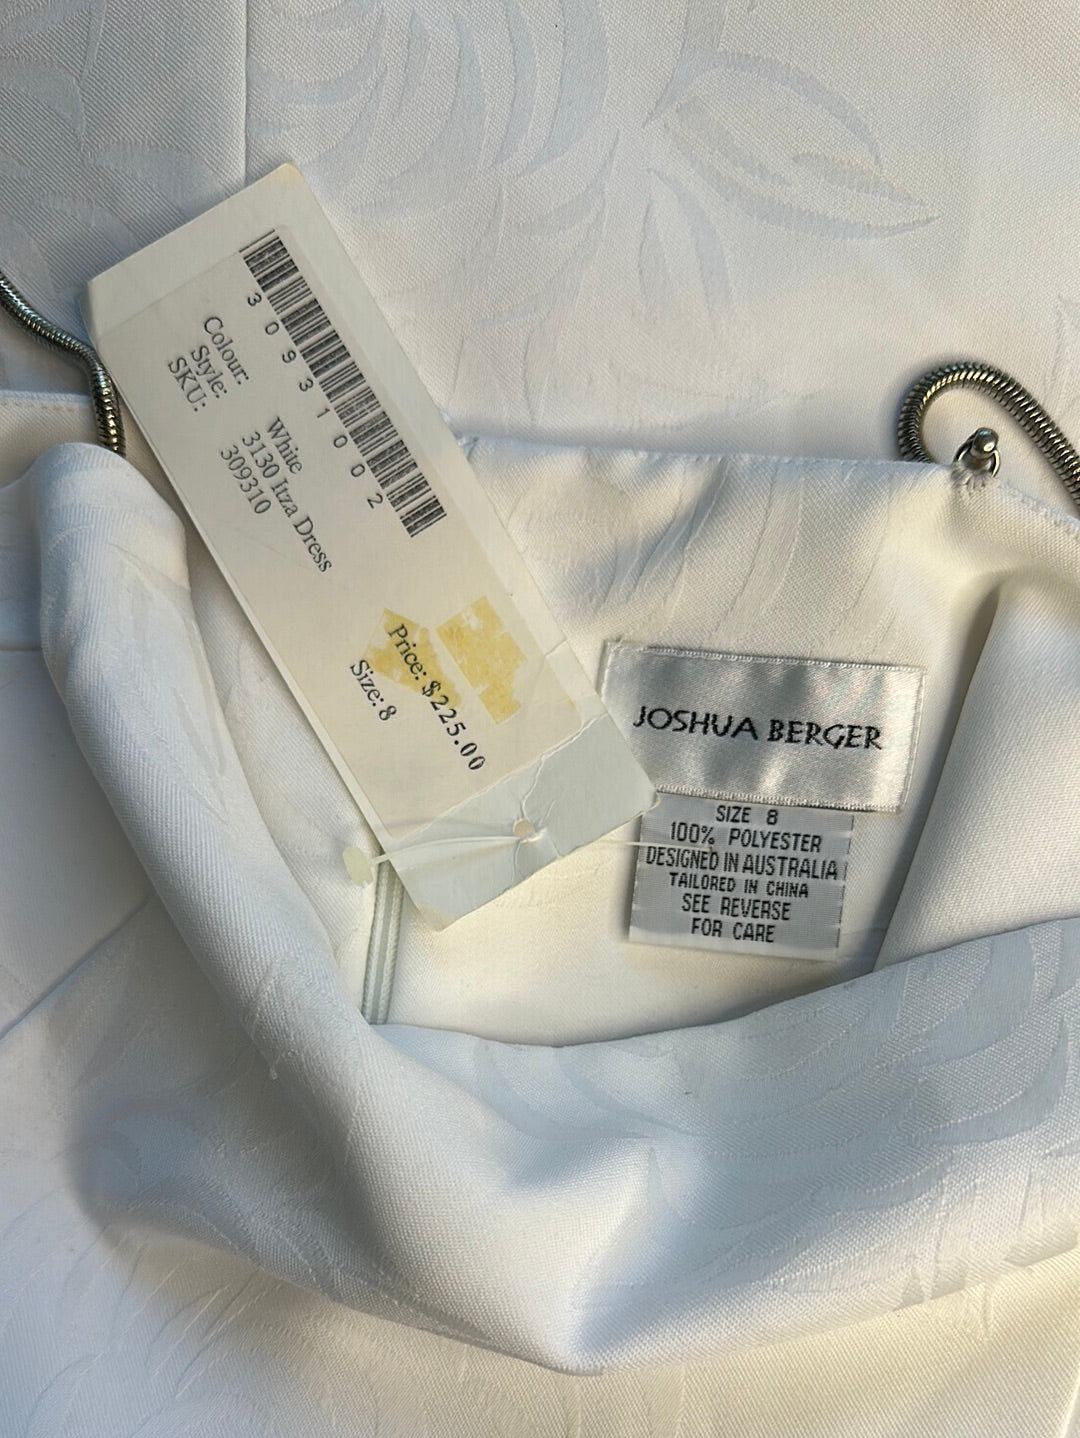 30931002
Colour: White
Style: 3130 Itza Dress
SKU: 309310
Price: $225.00
Size: 8
JOSHUA BERGER
SIZE 8
100% POLYESTER
DESIGNED IN AUSTRALIA
TAILORED IN CHINA
SEE REVERSE
FOR CARE